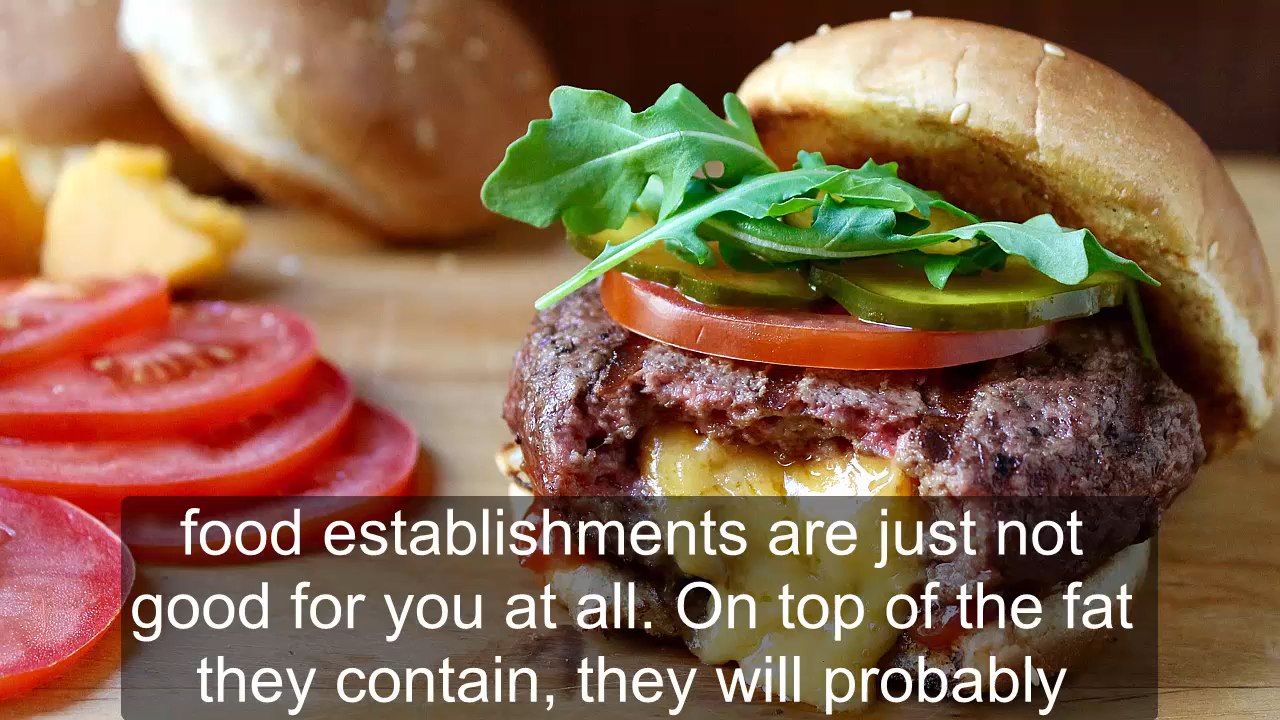 food establishments are just not
good for you at all. On top of the fat
they contain, they will probably